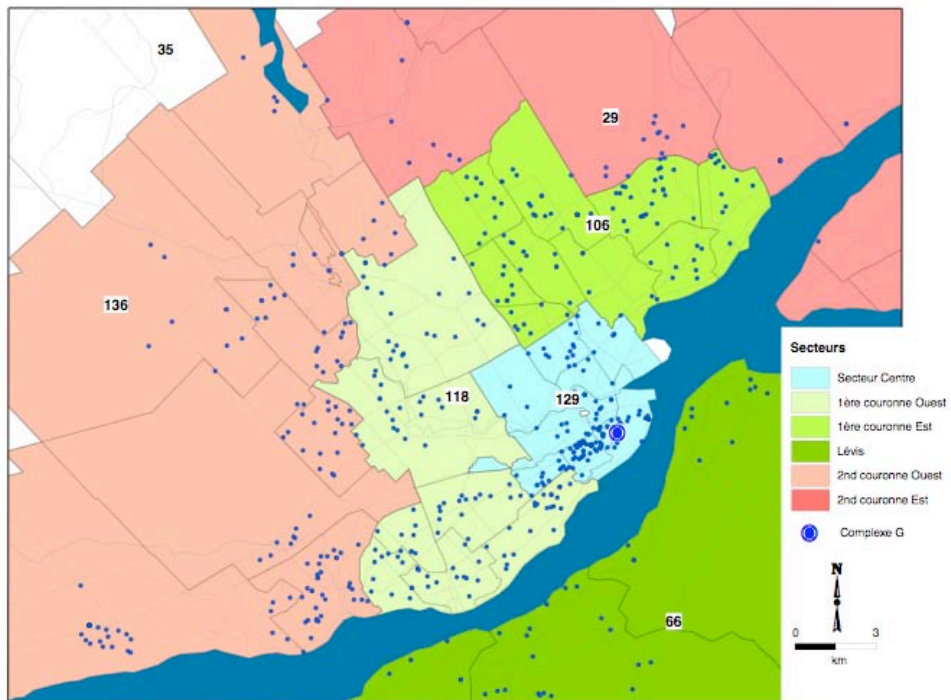 35
29
106
136
118
129
66
Secteurs
Secteur Centre
1ère couronne Ouest
1ère couronne Est
Lévis
2nd couronne Ouest
2nd couronne Est
Complexe G
N
0 3
km